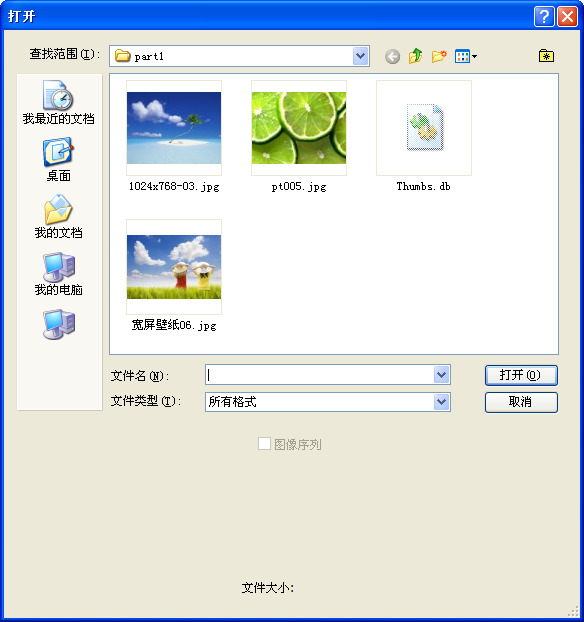 打开
查找范围(I):
part1
我最近的文档
桌面
我的文档
我的电脑
1024x768-03.jpg
pt005.jpg
Thumbs.db
宽屏壁纸06.jpg
文件名(N):
打开(O)
文件类型(T):
所有格式
取消
图像序列
文件大小: